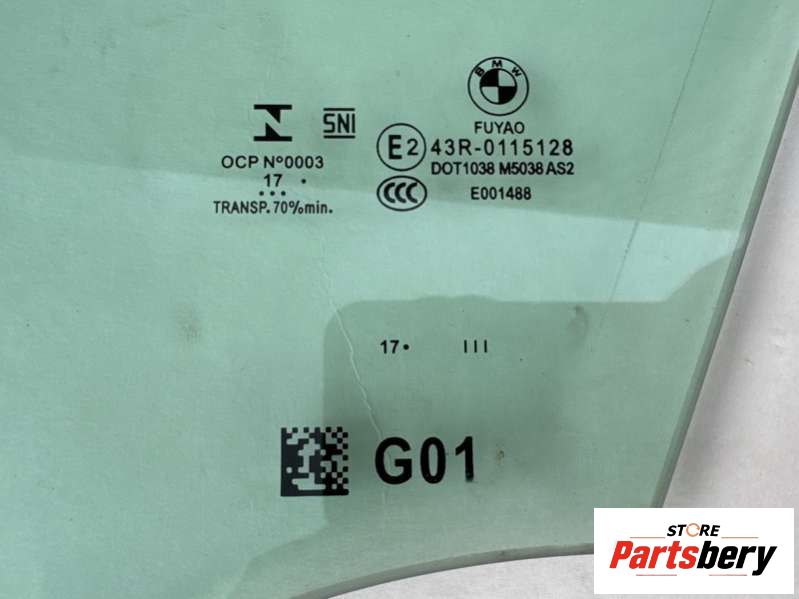 BMW
FUYAO
SNI
E2 43R-0115128
OCP Nº0003
DOT1038 M5038 AS2
17 •
•••
CCC
E001488
TRANSP. 70%min.
17• III
G01
STORE
Partsbery